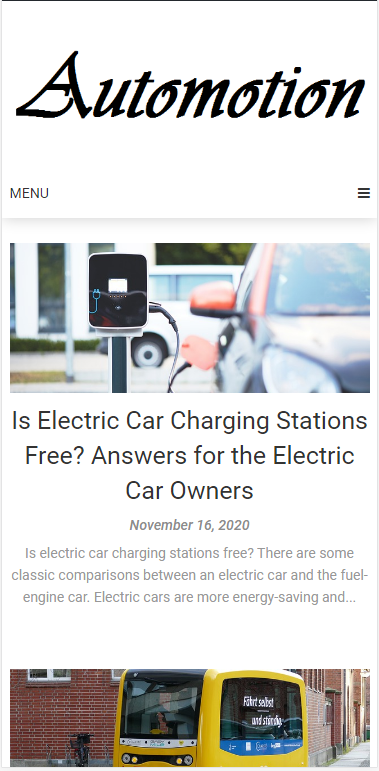 Automotion
MENU
Is Electric Car Charging Stations
Free? Answers for the Electric
Car Owners
November 16, 2020
Is electric car charging stations free? There are some
classic comparisons between an electric car and the fuel-
engine car. Electric cars are more energy-saving and...
Fährt selbst
und ständig